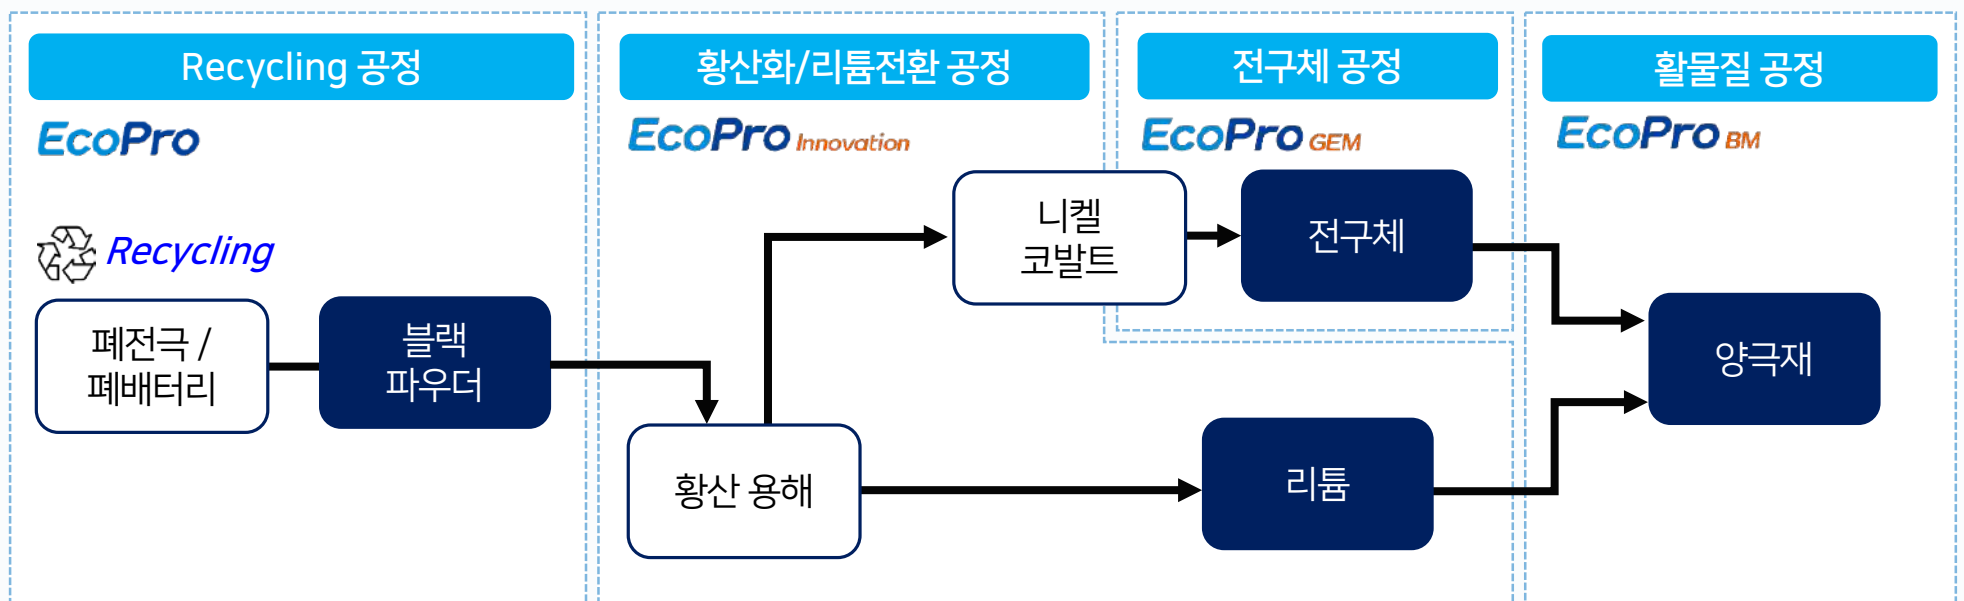 Recycling 공정
EcoPro
Recycling
폐전극 /
폐배터리
블랙
파우더
황산화/리튬전환 공정
EcoPro Innovation
황산 용해
니켈
코발트
전구체 공정
EcoPro GEM
전구체
리튬
활물질 공정
EcoPro BM
양극재